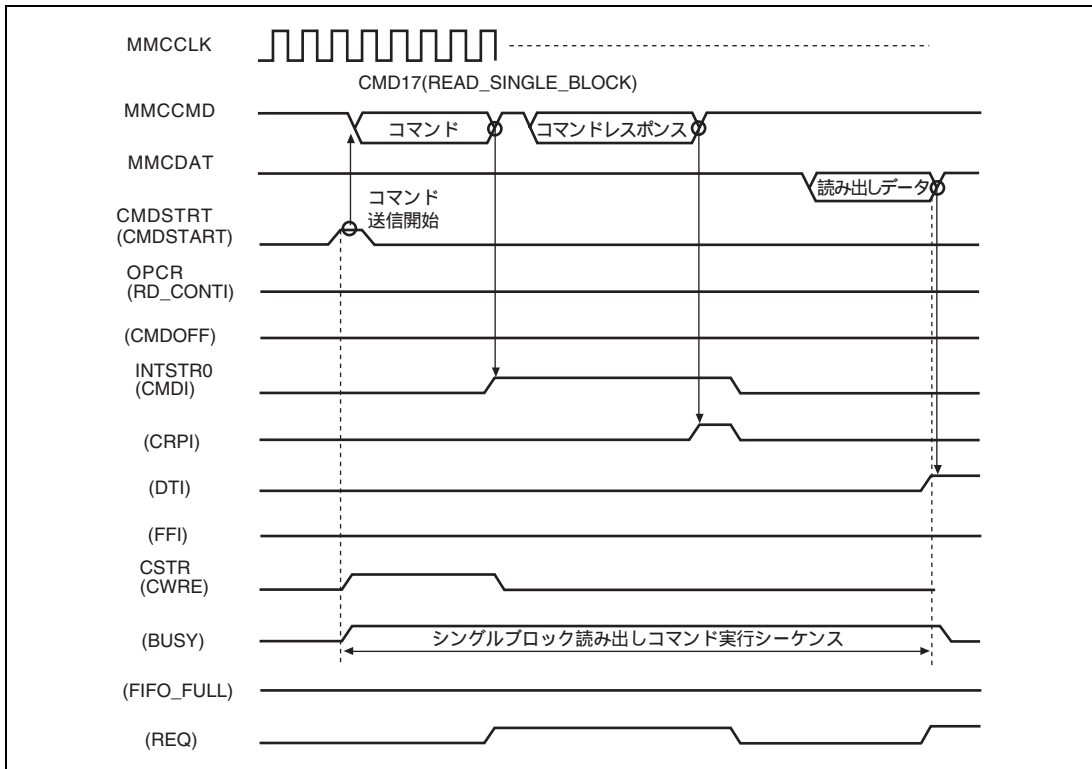 MMCCLK
CMD17(READ_SINGLE_BLOCK)
MMCCMD
コマンド
コマンドレスポンス
MMCDAT
読み出しデータ
コマンド
送信開始
CMDSTRT
(CMDSTART)
OPCR
(RD_CONTI)
(CMDOFF)
INTSTR0
(CMDI)
(CRPI)
(DTI)
(FFI)
CSTR
(CWRE)
(BUSY)
シングルブロック読み出しコマンド実行シーケンス
(FIFO_FULL)
(REQ)